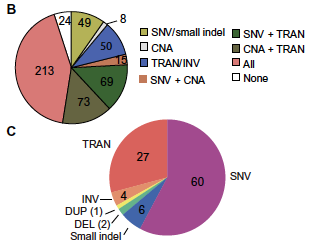 B
24
49
8
50
15
69
73
213
SNV/small indel
CNA
TRAN/INV
SNV + CNA
SNV + TRAN
CNA + TRAN
All
None
C
TRAN
27
60
SNV
INV
4
DUP (1)
DEL (2)
6
Small indel